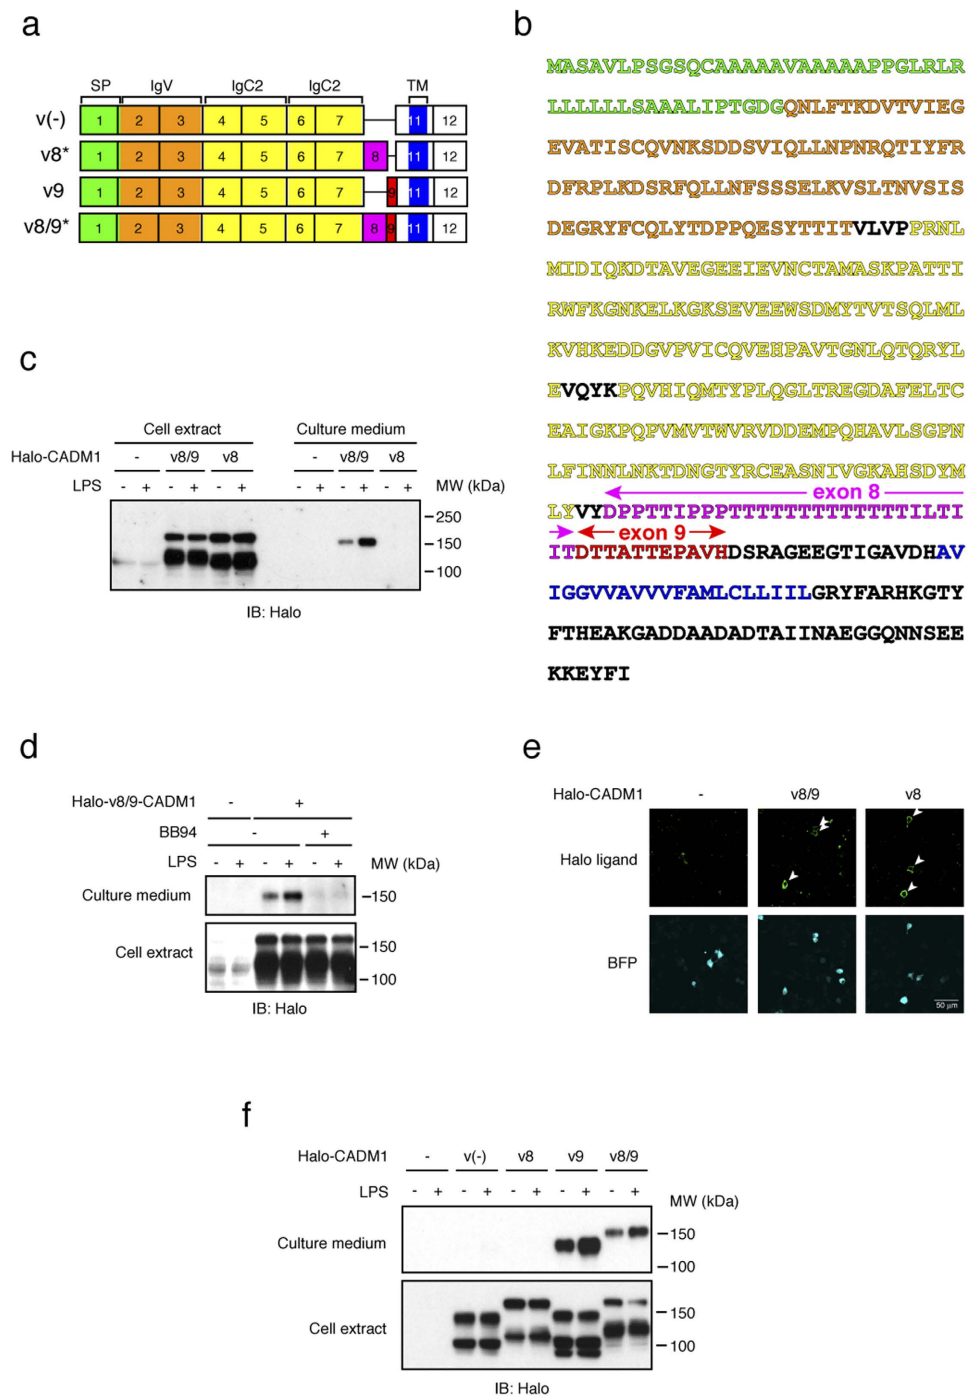 a
SP IgV IgC2 IgC2 TM
v(-) 1 2 3 4 5 6 7 11 12
v8* 1 2 3 4 5 6 7 8 11 12
v9 1 2 3 4 5 6 7 9 11 12
v8/9* 1 2 3 4 5 6 7 8 9 11 12
b
MASAVLPSGSQCAAAAAVAAAAAPPGLRLR
LLLLLLSAAALIPTGDGQNLFTKDVTVIEG
EVATISCQVNKSDDSVIQLLNPNRQTIYFR
DFRPLKDSRFQLLNFSSSELKVSLTNVSIS
DEGRYFCQLYTDPPQESYTTITVLVPPRNL
MIDIQKDTAVEGEEIEVNCTAMASKPATTI
RWFKGNKELKGKSEVEEWSDMYTVTSQLML
KVHKEDDGVPVICQVEHPAVTGNLQTQRYL
EVQYKPQVHIQMTYPLQGLTREGDAFELTC
EAIGKPQPVMVTWVRVDDEMPQHAVLSGPN
LFINNLNKTDNGTYRCEASNIVGKAHSDYM
exon 8
LYVYDPPTTIPPPTTTTTTTTTTTTTILTI
exon 9
ITDTTATTEPAVHDSRAGEEGTIGAVDHAV
IGGVVAVVVFAMLCLLIILGRYFARHKGTY
FTHEAKGADDAADADTAIINAEGGQNNSEE
KKEYFI
c
Cell extract Culture medium
Halo-CADM1 - v8/9 v8 - v8/9 v8
LPS - + - + - + - + - + - + MW (kDa)
250
150
100
IB: Halo
d
Halo-v8/9-CADM1 - +
BB94 - +
LPS - + - + - + MW (kDa)
Culture medium 150
Cell extract 150
100
IB: Halo
e
Halo-CADM1 - v8/9 v8
Halo ligand
BFP
50 µm
f
Halo-CADM1 - v(-) v8 v9 v8/9
LPS - + - + - + - + - + MW (kDa)
Culture medium 150
100
Cell extract 150
100
IB: Halo